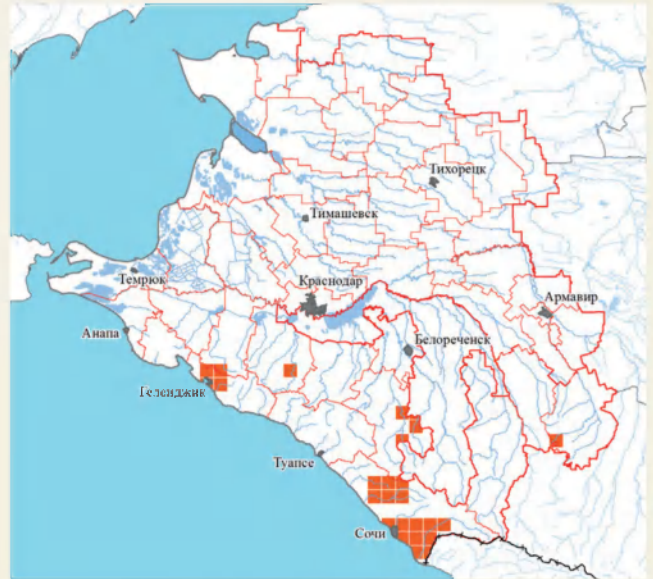 Тихорецк
Тимашевск
Темрюк
Краснодар
Армавир
Анапа
Белореченск
Геленджик
Туапсе
Сочи